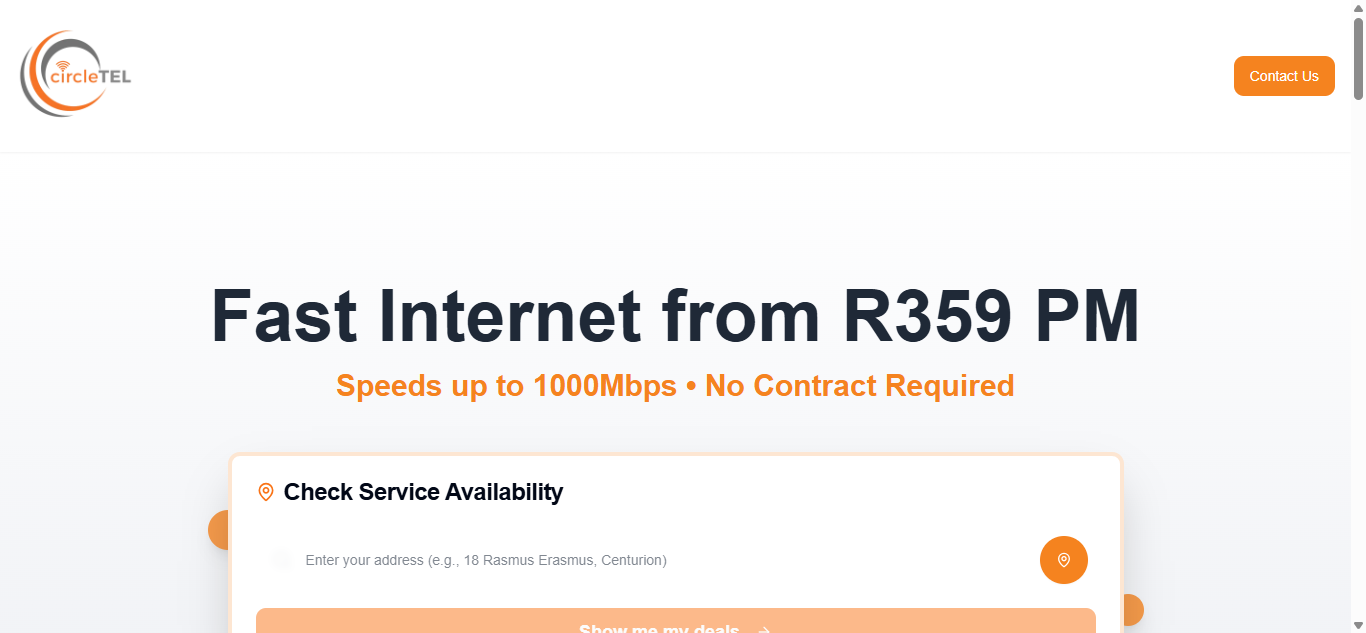 circleTEL
Contact Us
Fast Internet from R359 PM
Speeds up to 1000Mbps • No Contract Required
Check Service Availability
Enter your address (e.g., 18 Rasmus Erasmus, Centurion)
Show me my deals →